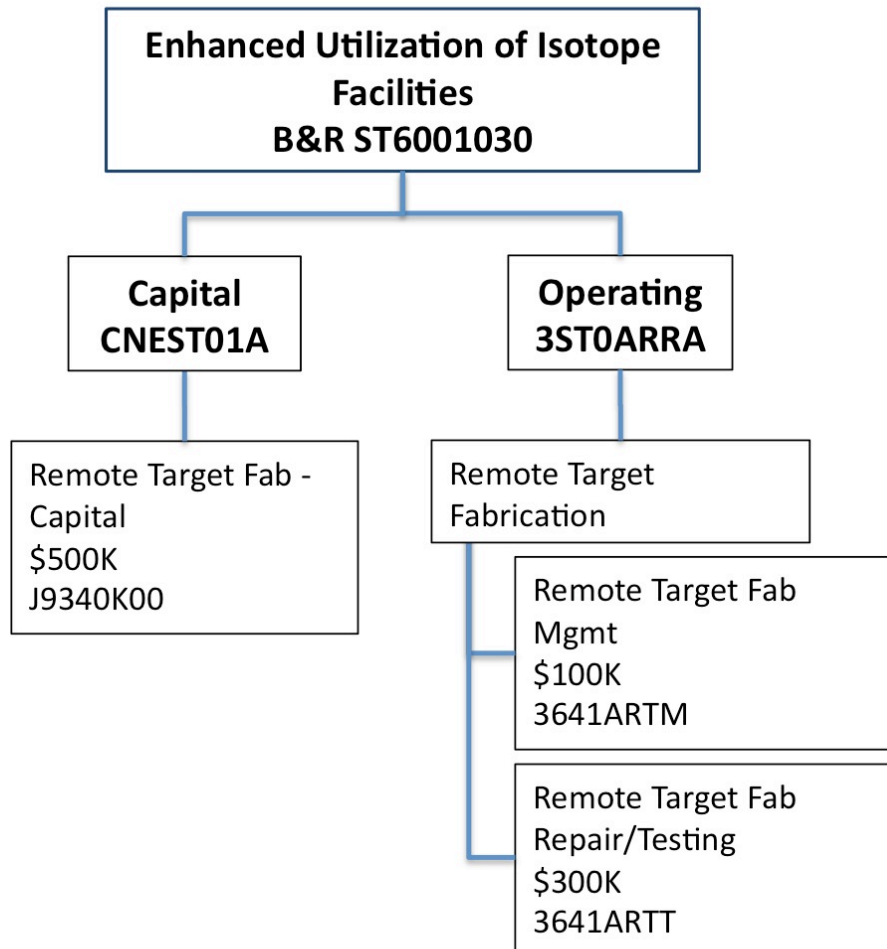 Enhanced Utilization of Isotope
Facilities
B&R ST6001030
Capital
CNEST01A
Operating
3ST0ARRA
Remote Target Fab -
Capital
$500K
J9340K00
Remote Target
Fabrication
Remote Target Fab
Mgmt
$100K
3641ARTM
Remote Target Fab
Repair/Testing
$300K
3641ARTT